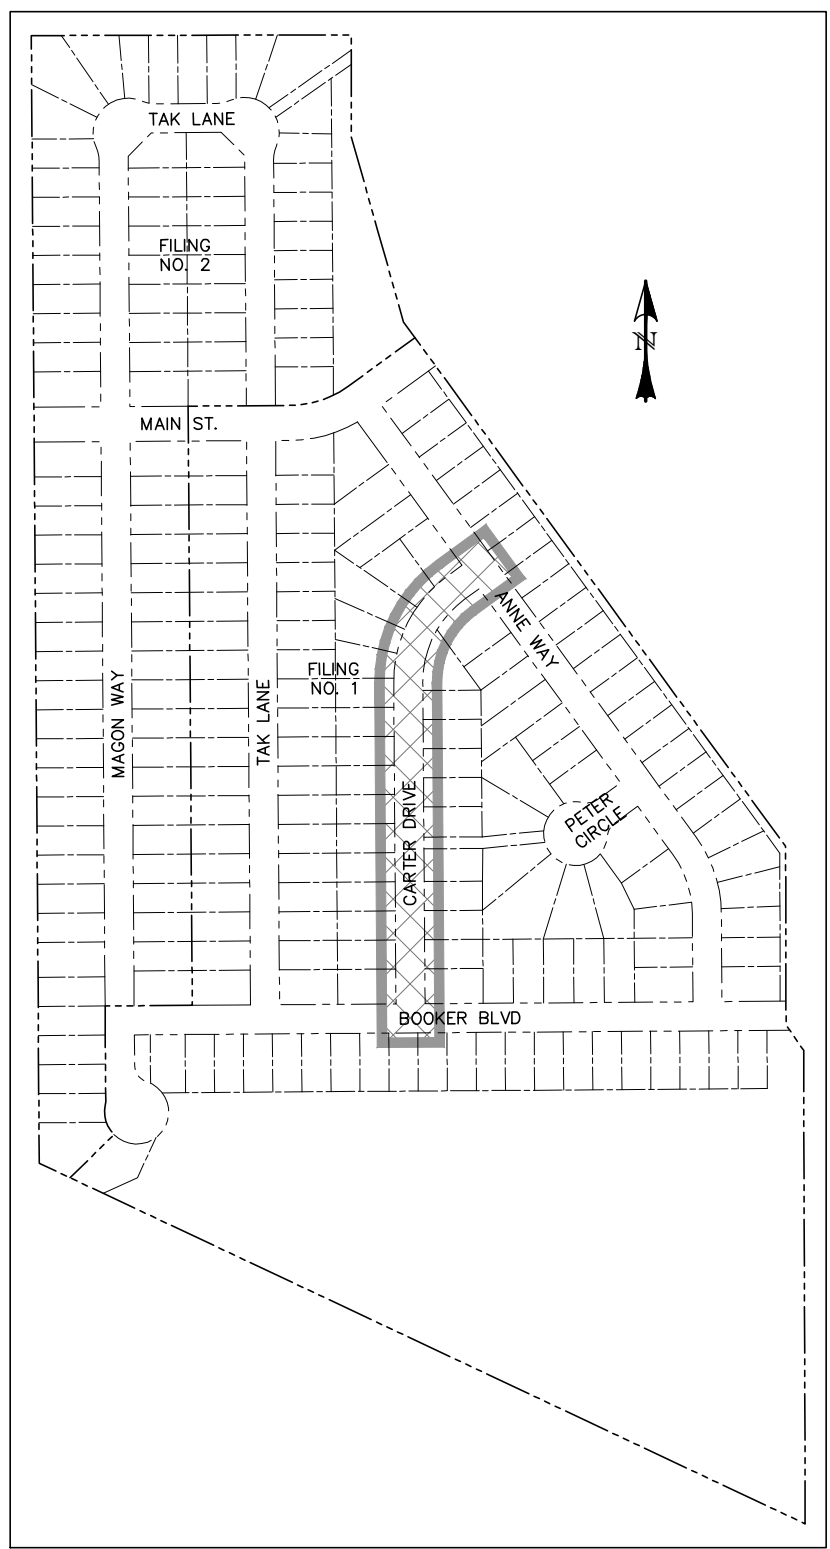 TAK LANE
FILING
NO. 2
N
MAIN ST.
ANNE WAY
FILING
NO. 1
MAGON WAY
TAK LANE
CARTER DRIVE
PETER
CIRCLE
BOOKER BLVD